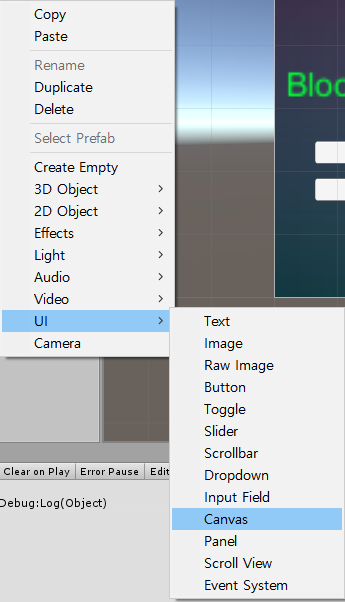 Copy
Paste
Rename
Duplicate
Delete
Select Prefab
Create Empty
3D Object
2D Object
Effects
Light
Audio
Video
UI
Camera
Text
Image
Raw Image
Button
Toggle
Slider
Scrollbar
Dropdown
Input Field
Canvas
Panel
Scroll View
Event System
Bloc
Clear on Play Error Pause Edit
Debug:Log(Object)